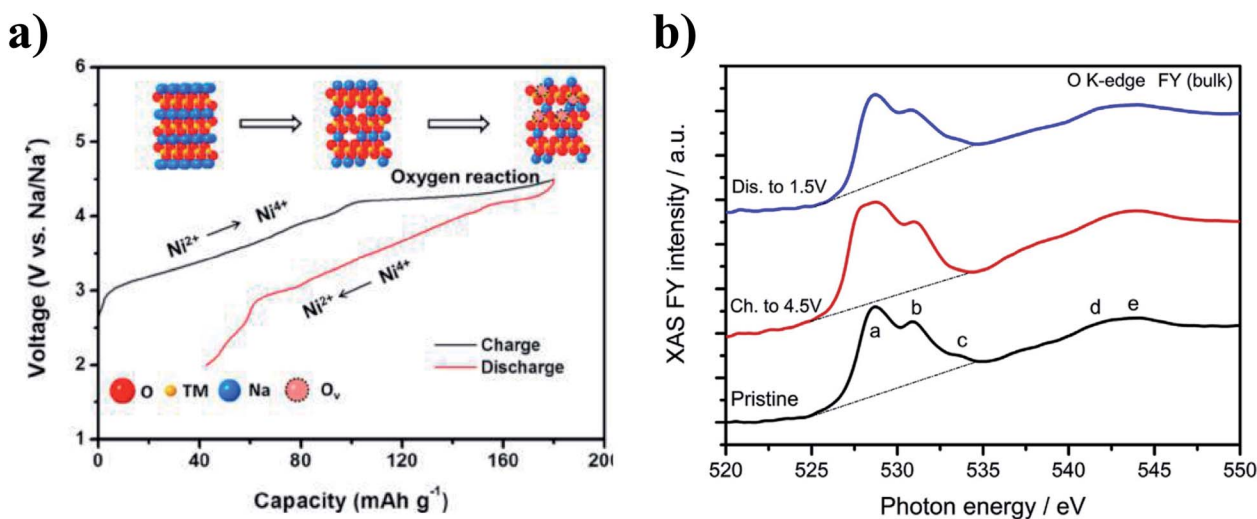 a)
6
5
4
3
2
1
Voltage (V vs. Na/Na⁺)
Oxygen reaction
Ni²⁺ → Ni⁴⁺
Ni²⁺ ← Ni⁴⁺
Charge
Discharge
O TM Na Oᵥ
0 40 80 120 160 200
Capacity (mAh g⁻¹)
b)
O K-edge FY (bulk)
XAS FY intensity / a.u.
Dis. to 1.5V
Ch. to 4.5V
Pristine
a
b
c
d
e
520 525 530 535 540 545 550
Photon energy / eV